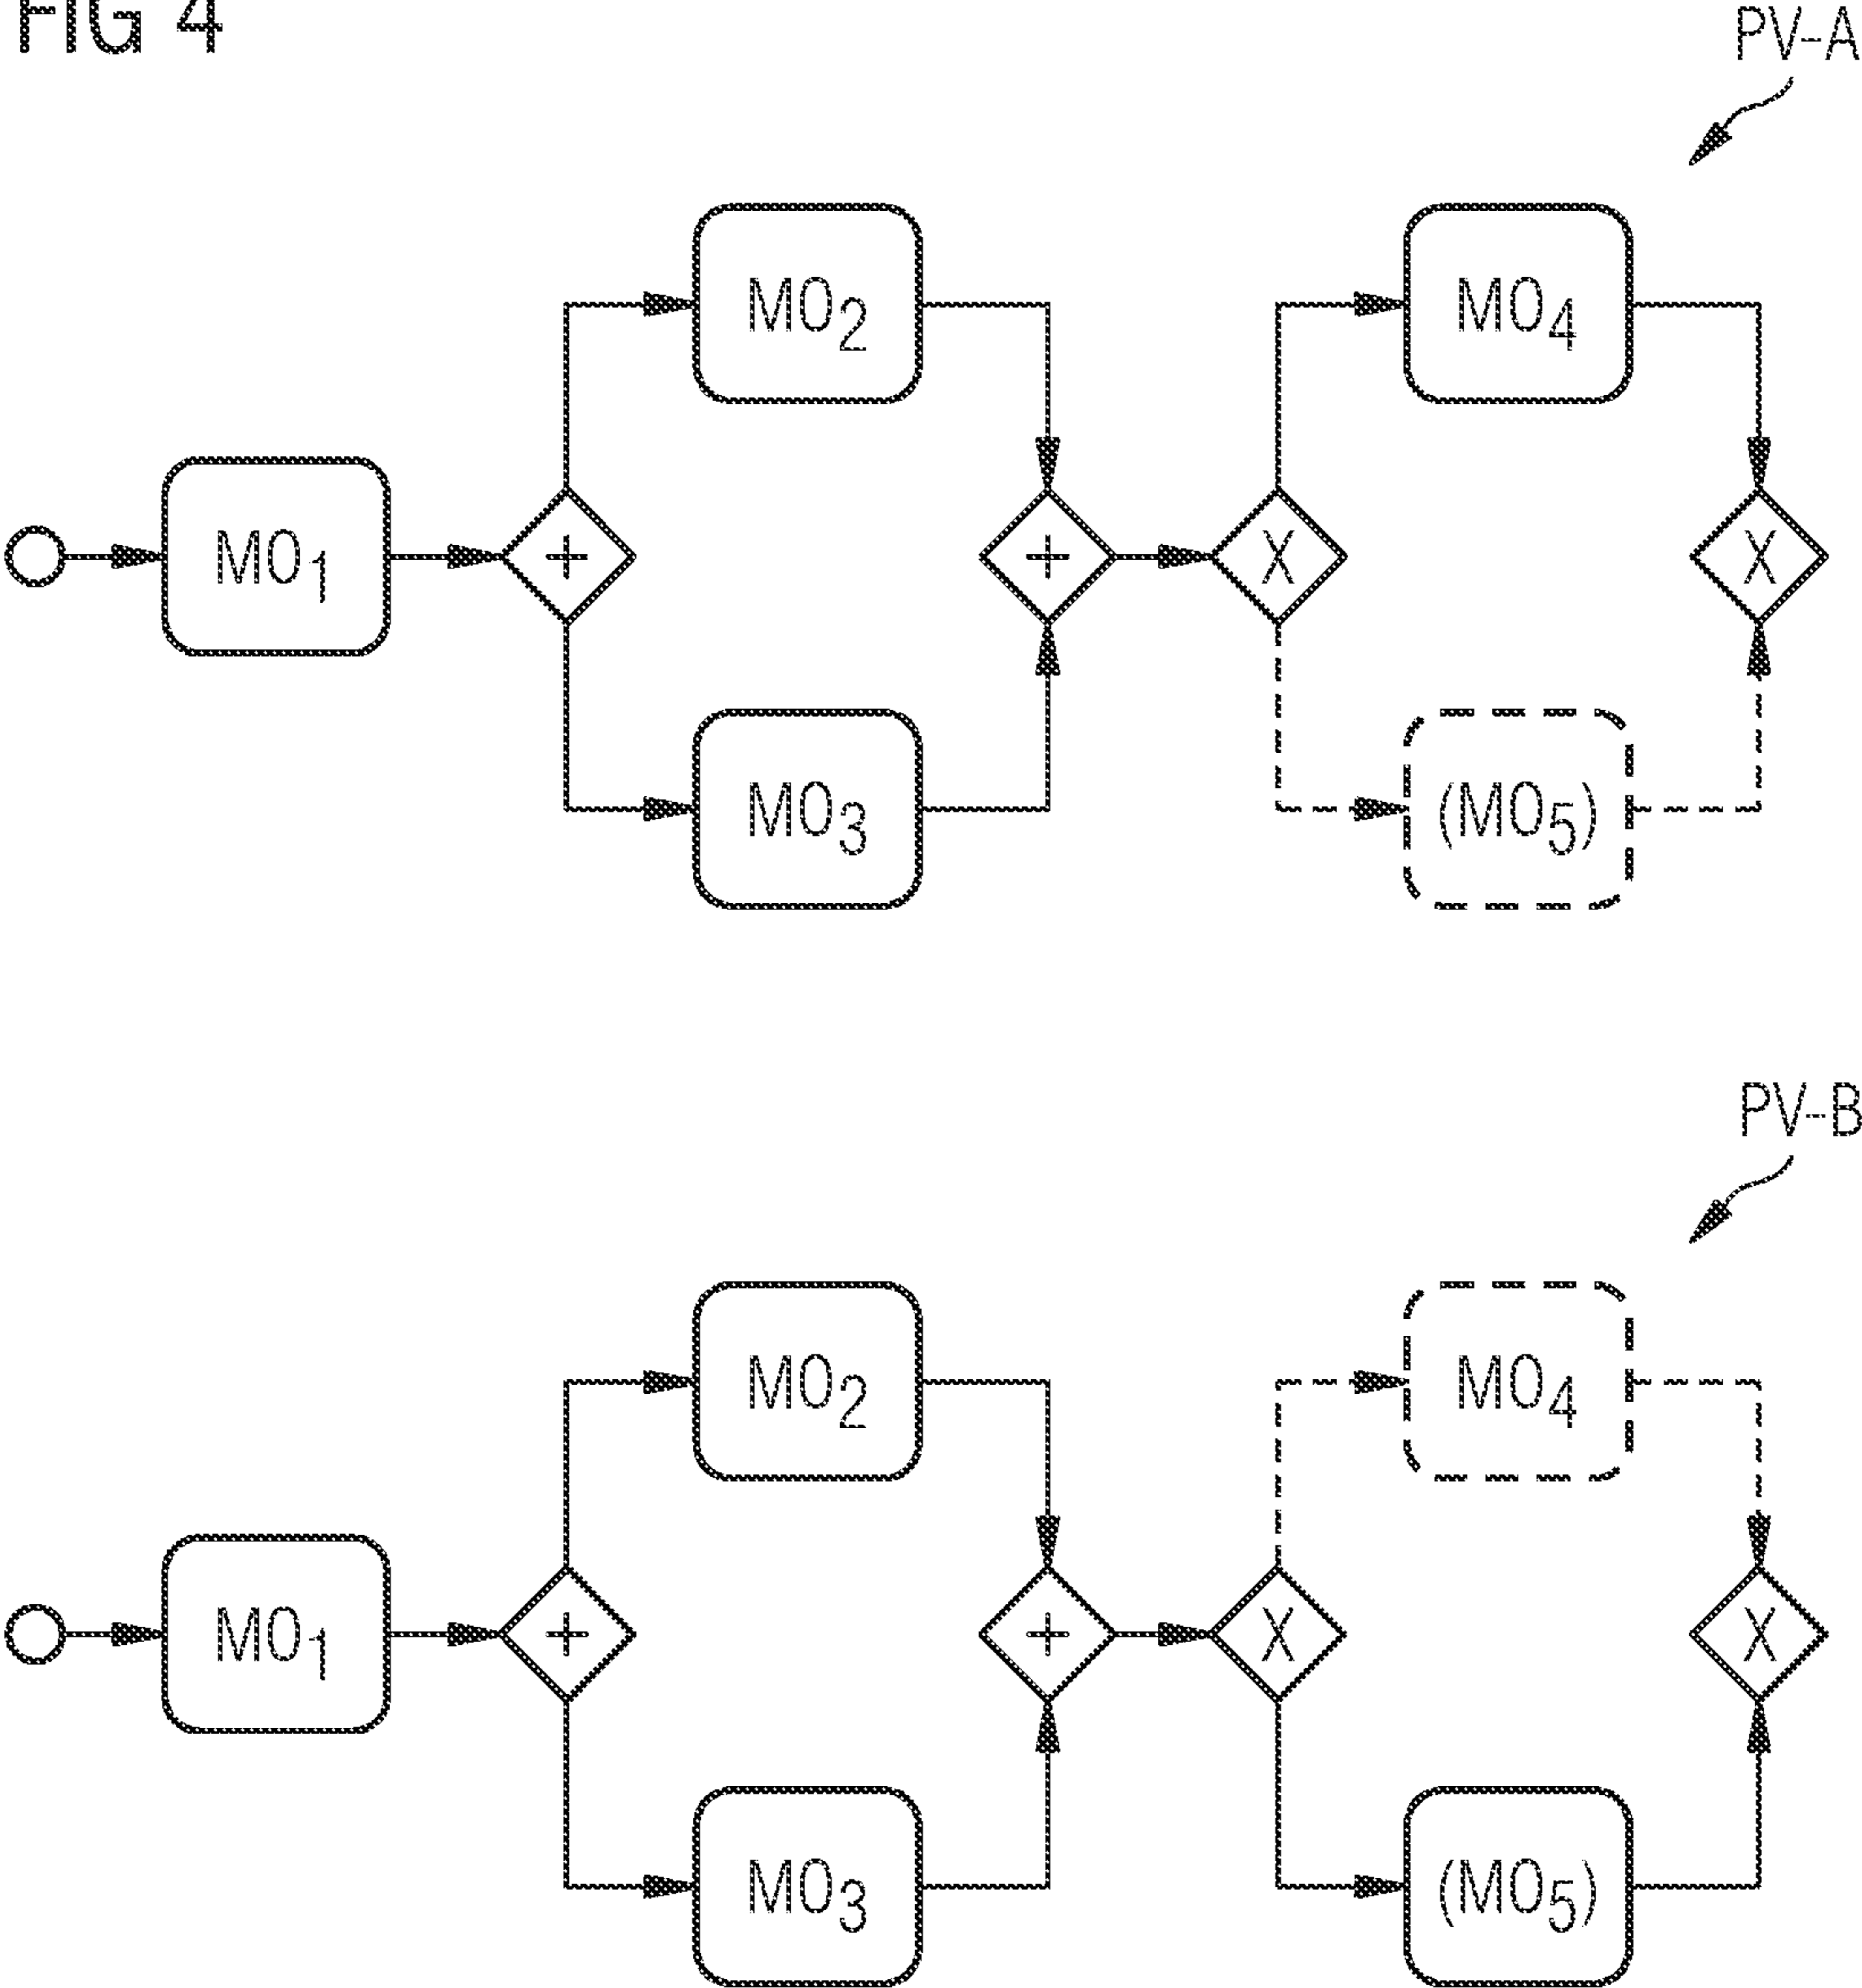 FIG 4
PV-A
MO2
MO4
MO1
+
+
X
X
MO3
(MO5)
PV-B
MO2
MO4
MO1
+
+
X
X
MO3
(MO5)